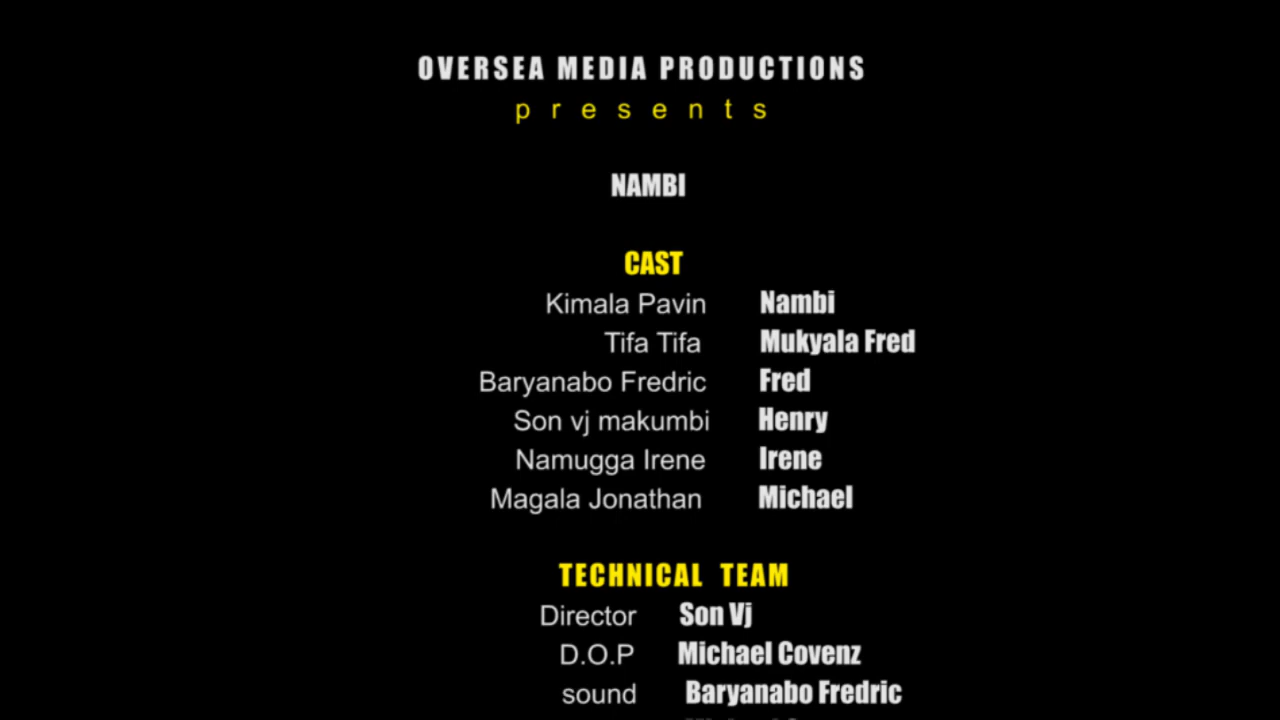 OVERSEA MEDIA PRODUCTIONS
presents
NAMBI
CAST
Kimala Pavin Nambi
Tifa Tifa Mukyala Fred
Baryanabo Fredric Fred
Son vj makumbi Henry
Namugga Irene Irene
Magala Jonathan Michael
TECHNICAL TEAM
Director Son Vj
D.O.P Michael Covenz
sound Baryanabo Fredric